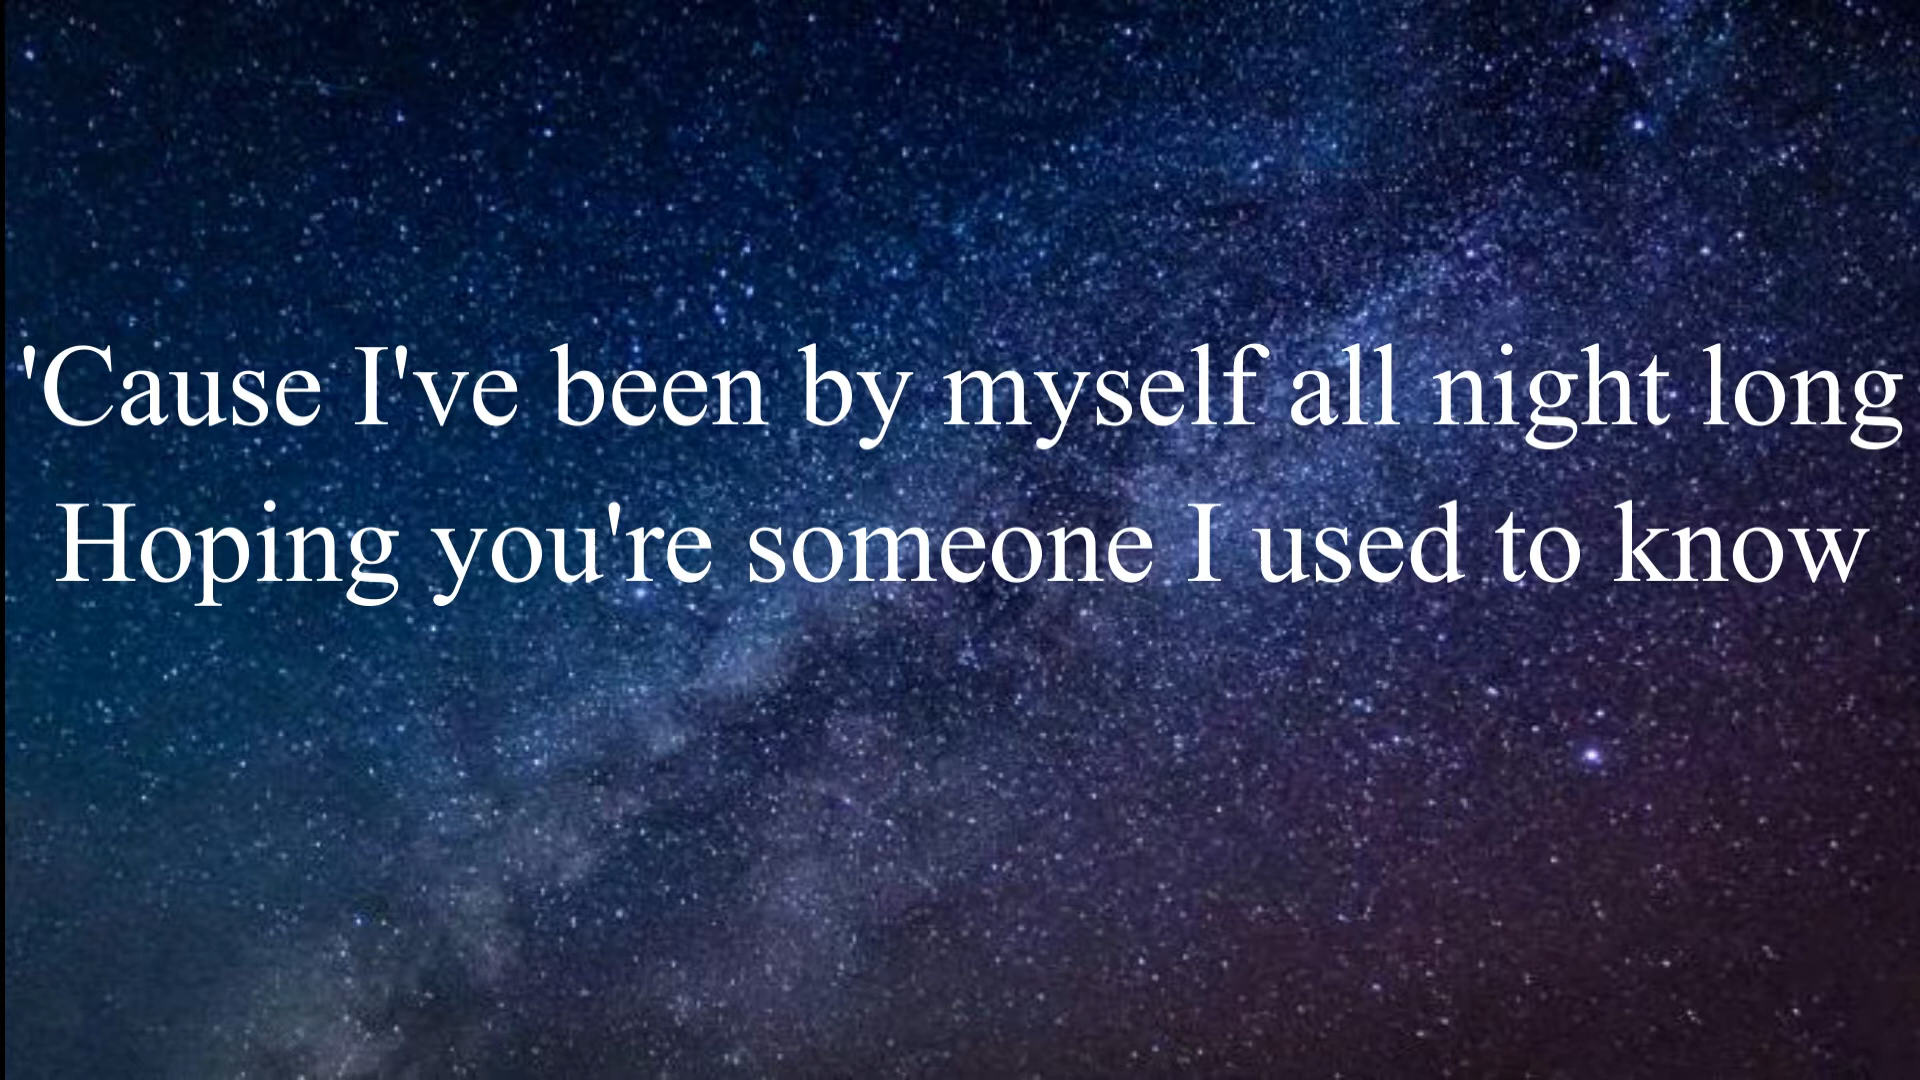 'Cause I've been by myself all night long
Hoping you're someone I used to know